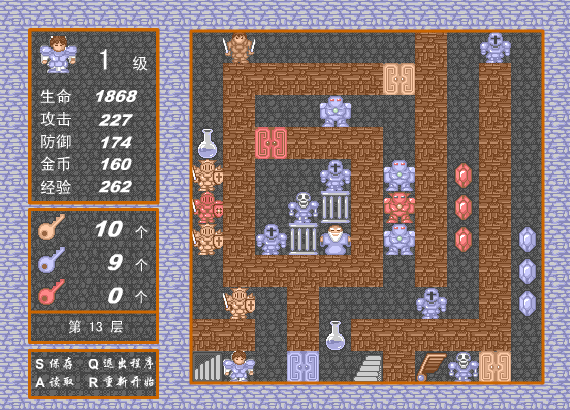 1 级
生命 1868
攻击 227
防御 174
金币 160
经验 262
10 个
9 个
0 个
第 13 层
S 保存 Q 退出程序
A 读取 R 重新开始